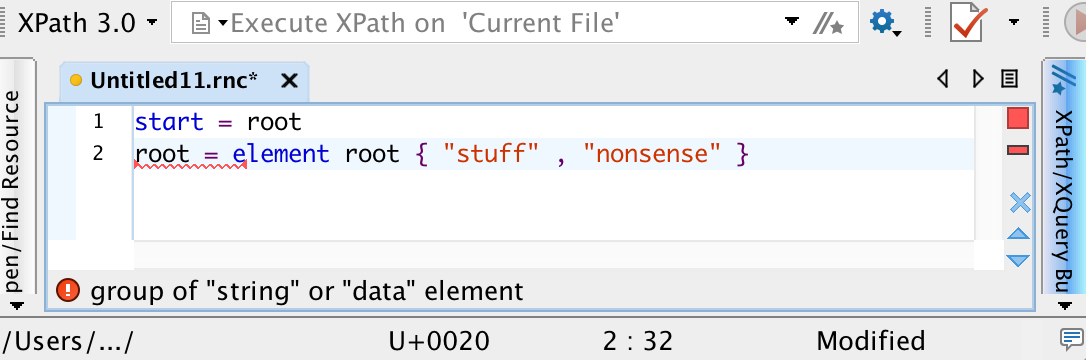 XPath 3.0 Execute XPath on 'Current File'
Untitled11.rnc*
pen/Find Resource
1 start = root
2 root = element root { "stuff" , "nonsense" }
XPath/XQuery Bu
group of "string" or "data" element
/Users/.../ U+0020 2 : 32 Modified